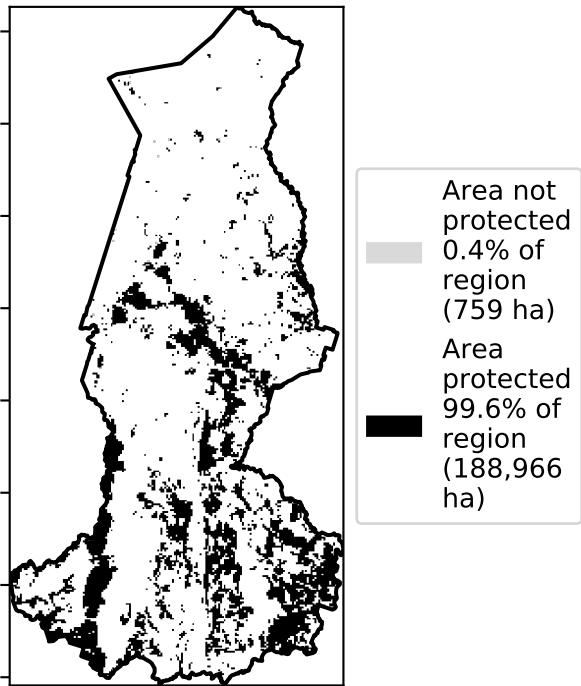 Area not
protected
0.4% of
region
(759 ha)
Area
protected
99.6% of
region
(188,966
ha)